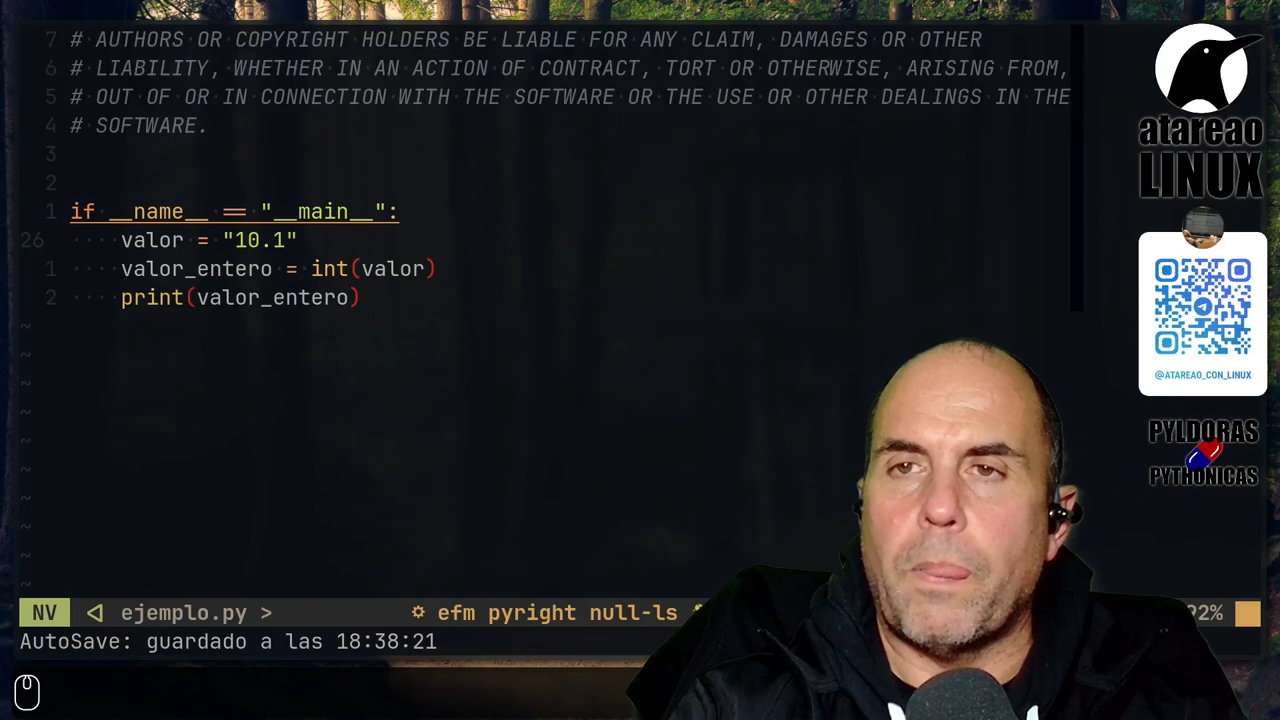 7 # AUTHORS OR COPYRIGHT HOLDERS BE LIABLE FOR ANY CLAIM, DAMAGES OR OTHER
6 # LIABILITY, WHETHER IN AN ACTION OF CONTRACT, TORT OR OTHERWISE, ARISING FROM,
5 # OUT OF OR IN CONNECTION WITH THE SOFTWARE OR THE USE OR OTHER DEALINGS IN THE
4 # SOFTWARE.
3
2
1 if __name__ == "__main__":
26 valor = "10.1"
1 valor_entero = int(valor)
2 print(valor_entero)
~
~
~
~
~
~
~
~
~
~
NV ejemplo.py > efm pyright null-ls 22%
AutoSave: guardado a las 18:38:21
atareao
LINUX
@ATAREAO_CON_LINUX
PYLDORAS
PYTHONICAS